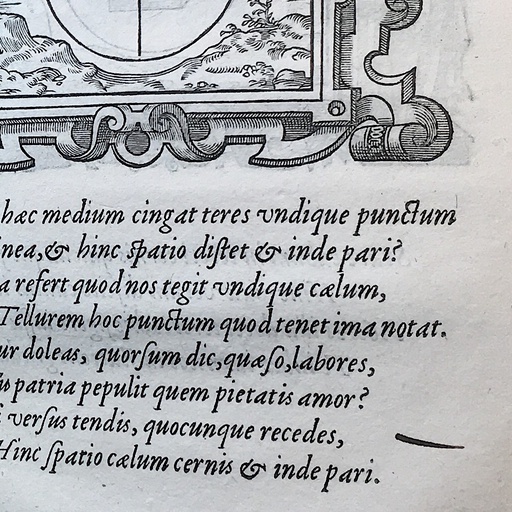 hæc medium cingat teres vndique punctum
inea, & hinc spatio distet & inde pari?
a refert quod nos tegit vndique cælum,
Tellurem hoc punctum quod tenet ima notat.
ur doleas, quorsum dic, quæso, labores,
us patria pepulit quem pietatis amor?
versus tendis, quocunque recedes,
Hinc spatio cælum cernis & inde pari.